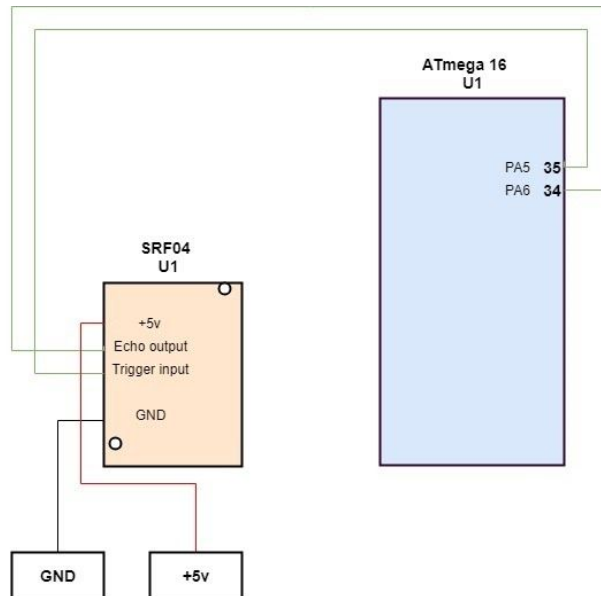 ATmega 16
U1
PA5 35
PA6 34
SRF04
U1
+5v
Echo output
Trigger input
GND
GND
+5v